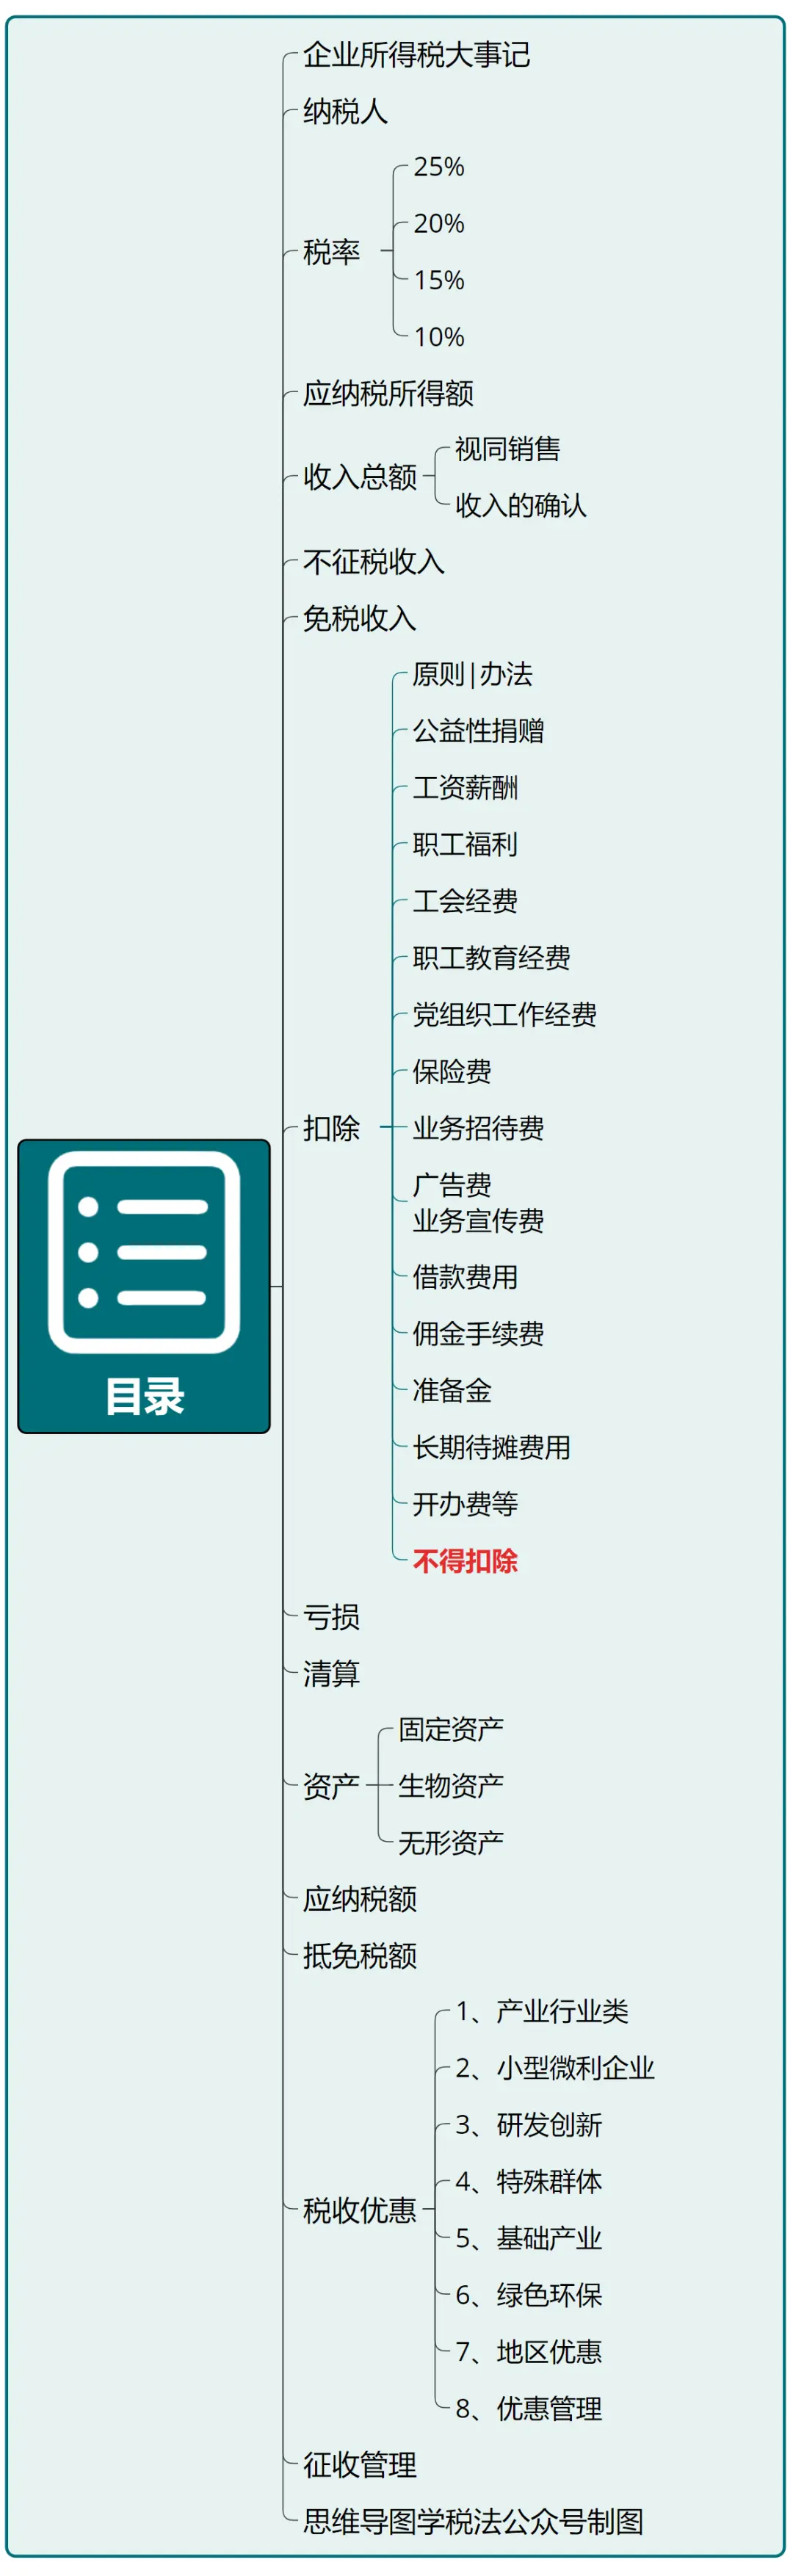 企业所得税大事记
纳税人
税率
25%
20%
15%
10%
应纳税所得额
收入总额
视同销售
收入的确认
不征税收入
免税收入
扣除
原则|办法
公益性捐赠
工资薪酬
职工福利
工会经费
职工教育经费
党组织工作经费
保险费
业务招待费
广告费
业务宣传费
借款费用
佣金手续费
准备金
长期待摊费用
开办费等
不得扣除
目录
亏损
清算
资产
固定资产
生物资产
无形资产
应纳税额
抵免税额
税收优惠
1、产业行业类
2、小型微利企业
3、研发创新
4、特殊群体
5、基础产业
6、绿色环保
7、地区优惠
8、优惠管理
征收管理
思维导图学税法公众号制图